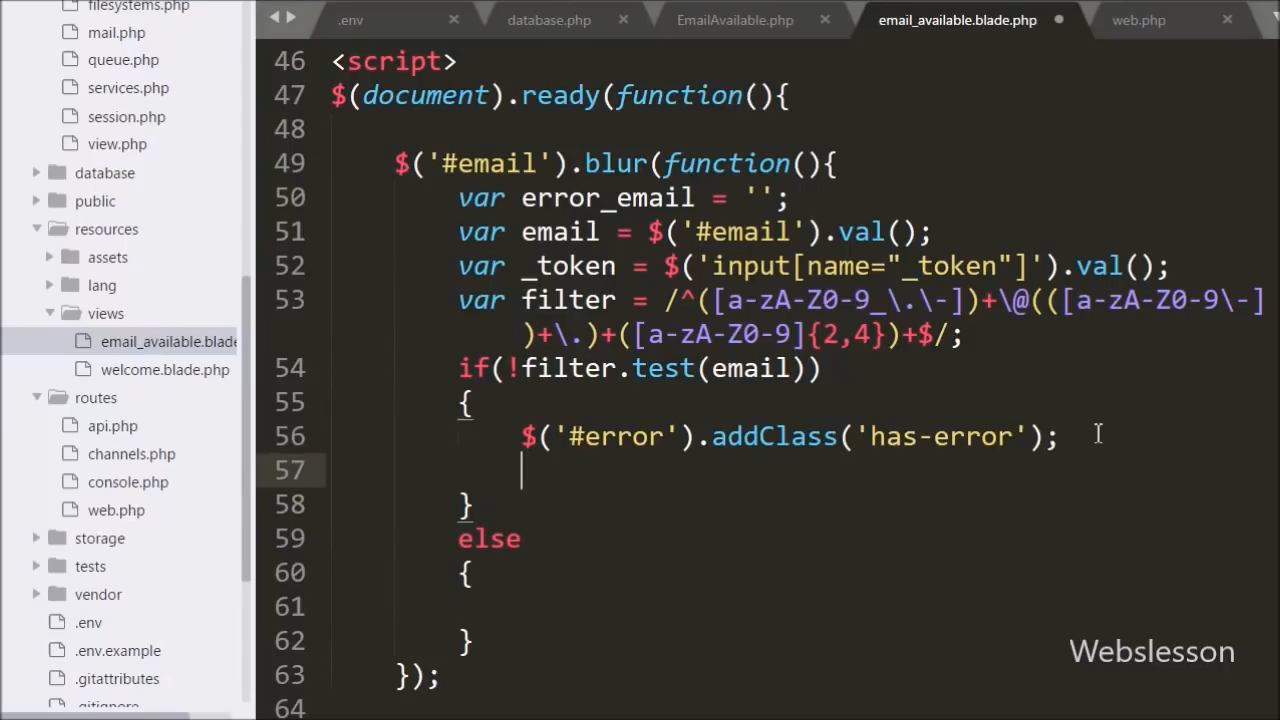 filesystems.php
mail.php
queue.php
services.php
session.php
view.php
database
public
resources
assets
lang
views
email_available.blade
welcome.blade.php
routes
api.php
channels.php
console.php
web.php
storage
tests
vendor
.env
.env.example
.gitattributes
.gitignore
.env × database.php × EmailAvailable.php × email_available.blade.php web.php ×
46 <script>
47 $(document).ready(function(){
48
49 $('#email').blur(function(){
50 var error_email = '';
51 var email = $('#email').val();
52 var _token = $('input[name="_token"]').val();
53 var filter = /^([a-zA-Z0-9_\.\-])+\@(([a-zA-Z0-9\-]
)+\.)+([a-zA-Z0-9]{2,4})+$/;
54 if(!filter.test(email))
55 {
56 $('#error').addClass('has-error');
57
58 }
59 else
60 {
61
62 }
63 });
64
Webslesson